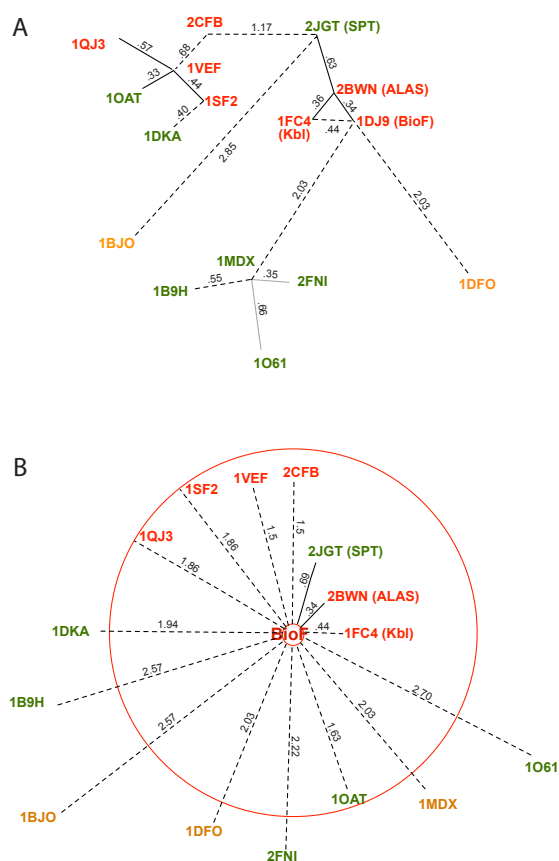 A
2CFB
1.17
2JGT (SPT)
1QJ3
.57
.68
1VEF
.63
.33
.44
2BWN (ALAS)
1OAT
1SF2
.36
.34
.40
1FC4
(Kbl)
1DJ9 (BioF)
.44
1DKA
2.85
2.03
2.03
1BJO
1MDX
.35
2FNI
1DFO
.55
1B9H
.66
1O61
B
2CFB
1VEF
1SF2
1.5
1.5
1QJ3
1.86
2JGT (SPT)
1.86
.69
2BWN (ALAS)
.34
1DKA
1.94
BioF
.44
1FC4 (Kbl)
2.57
2.70
1B9H
2.57
2.03
2.03
2.22
1.63
1O61
1OAT
1MDX
1BJO
1DFO
2FNI